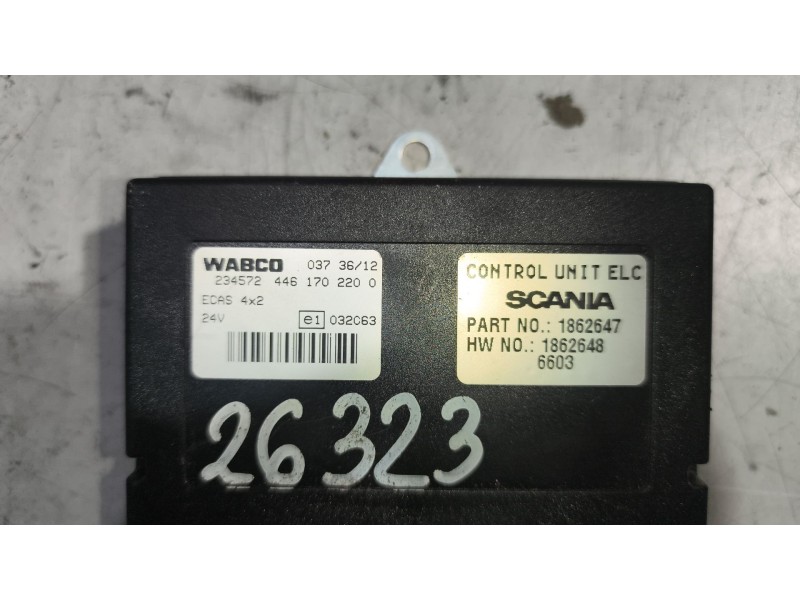 WABCO 037 36/12
234572 446 170 220 0
ECAS 4x2
24V e1 032C63
CONTROL UNIT ELC
SCANIA
PART NO.: 1862647
HW NO.: 1862648
6603
26323